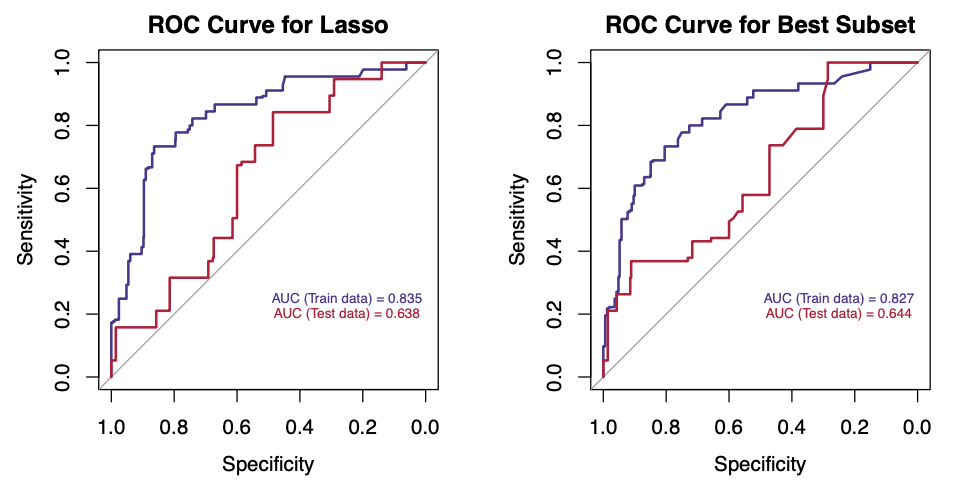 ROC Curve for Lasso
Sensitivity
1.0
0.8
0.6
0.4
0.2
0.0
AUC (Train data) = 0.835
AUC (Test data) = 0.638
1.0 0.8 0.6 0.4 0.2 0.0
Specificity
ROC Curve for Best Subset
Sensitivity
1.0
0.8
0.6
0.4
0.2
0.0
AUC (Train data) = 0.827
AUC (Test data) = 0.644
1.0 0.8 0.6 0.4 0.2 0.0
Specificity